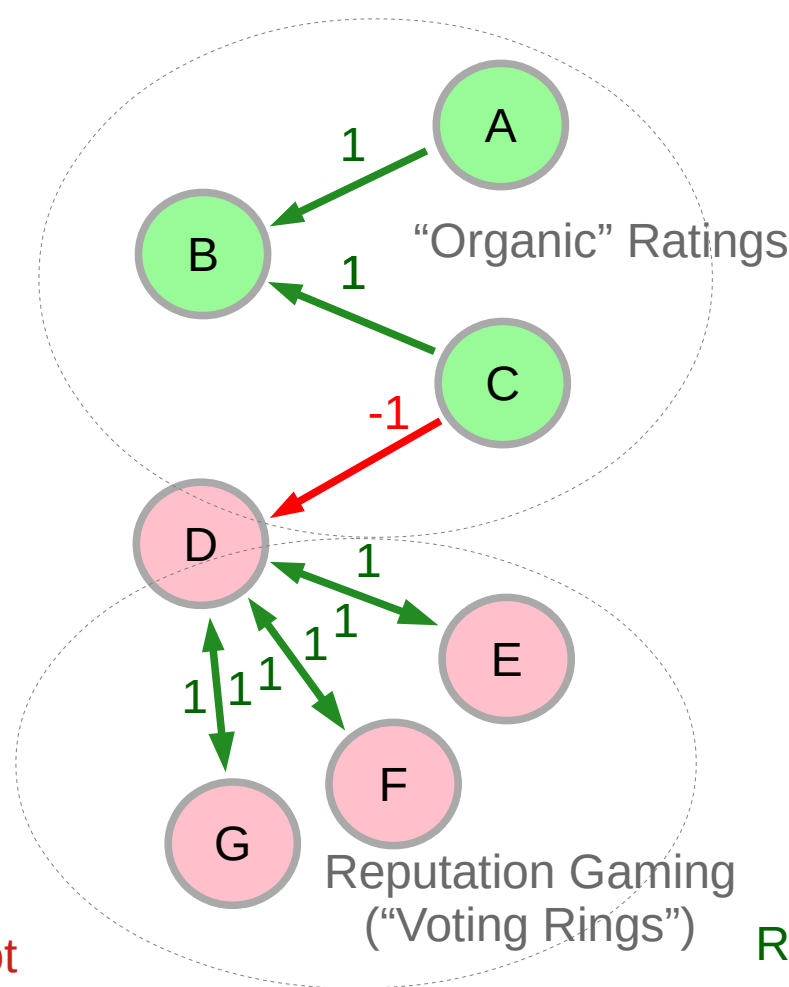 A
1
B
“Organic” Ratings
1
C
-1
D
1
1
E
1
1
1
1
F
G
Reputation Gaming
(“Voting Rings”)
R